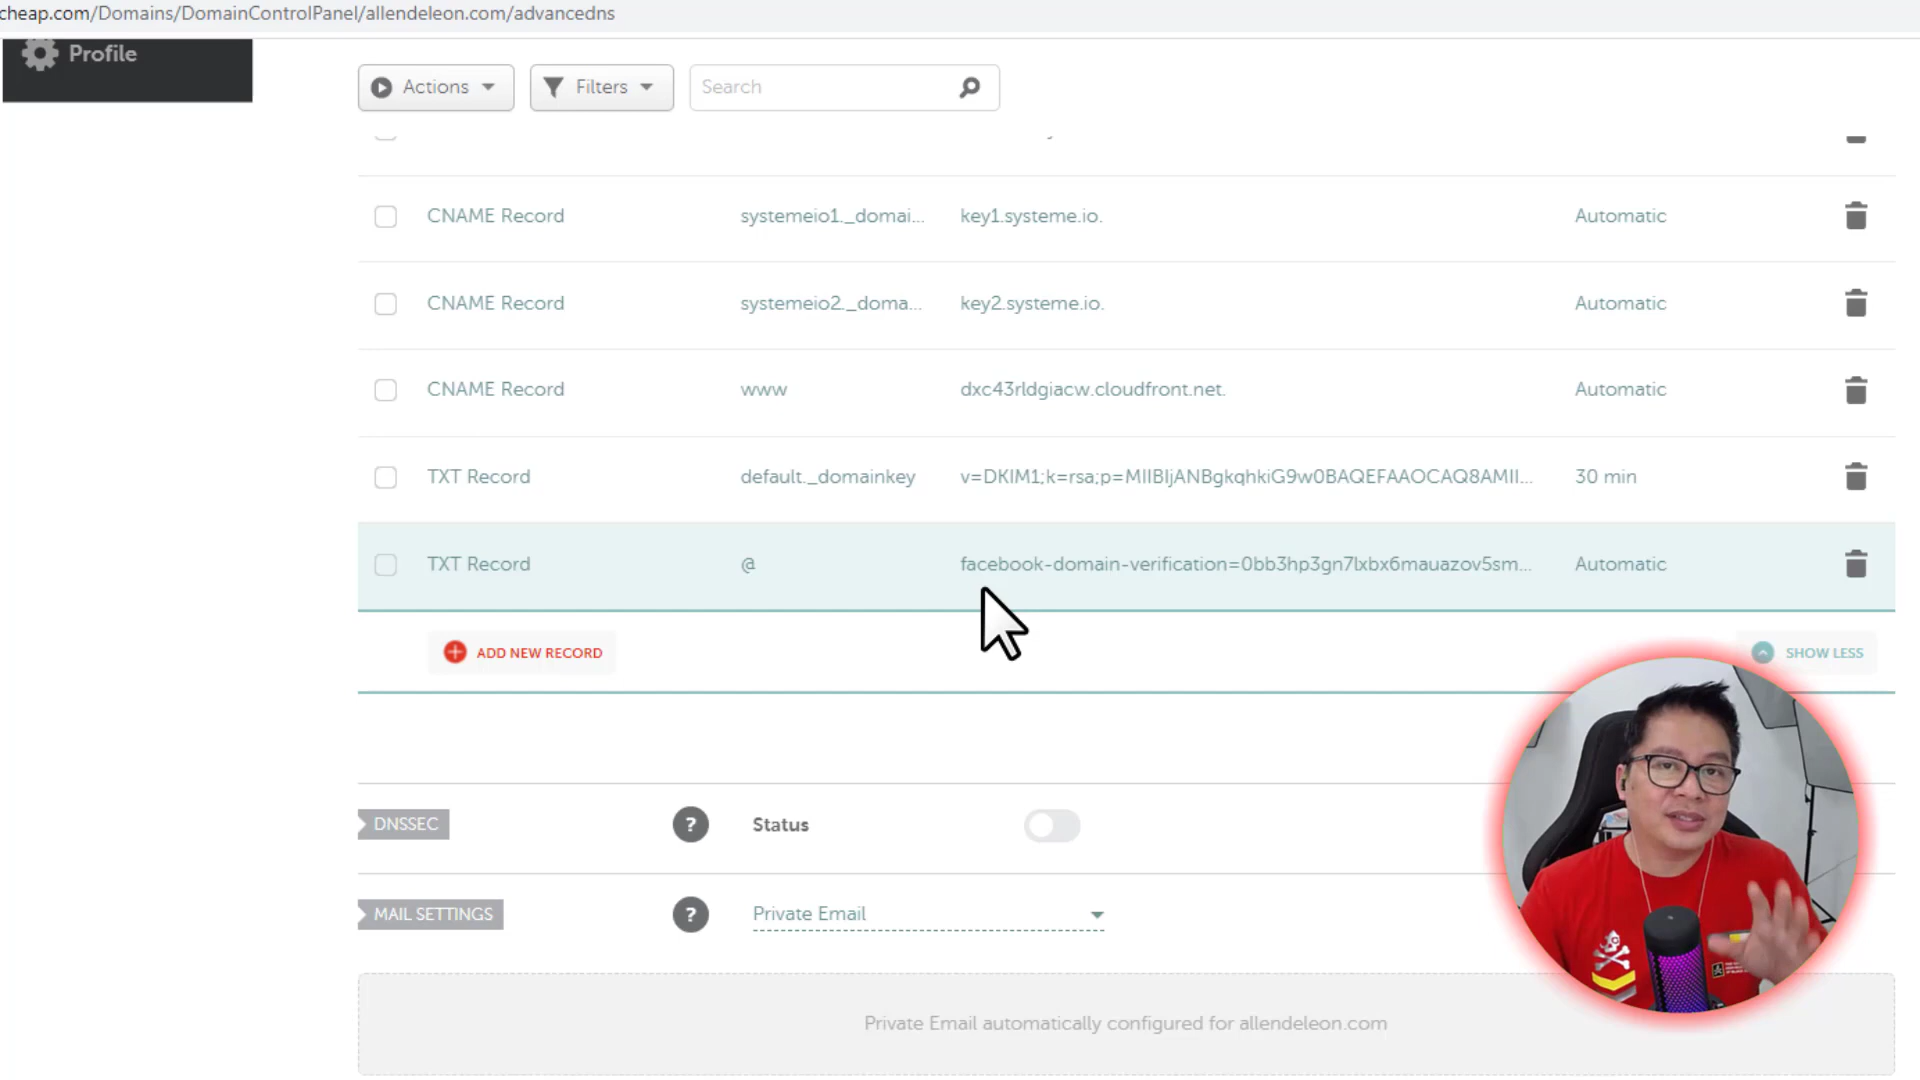 cheap.com/Domains/DomainControlPanel/allendeleon.com/advancedns
Profile
Actions Filters Search
CNAME Record systemeio1._domai... key1.systeme.io. Automatic
CNAME Record systemeio2._doma... key2.systeme.io. Automatic
CNAME Record www dxc43rldgiacw.cloudfront.net. Automatic
TXT Record default._domainkey v=DKIM1;k=rsa;p=MIIBIjANBgkqhkiG9w0BAQEFAAOCAQ8AMII... 30 min
TXT Record @ facebook-domain-verification=0bb3hp3gn7lxbx6mauazov5sm... Automatic
ADD NEW RECORD SHOW LESS
DNSSEC ? Status
MAIL SETTINGS ? Private Email
Private Email automatically configured for allendeleon.com